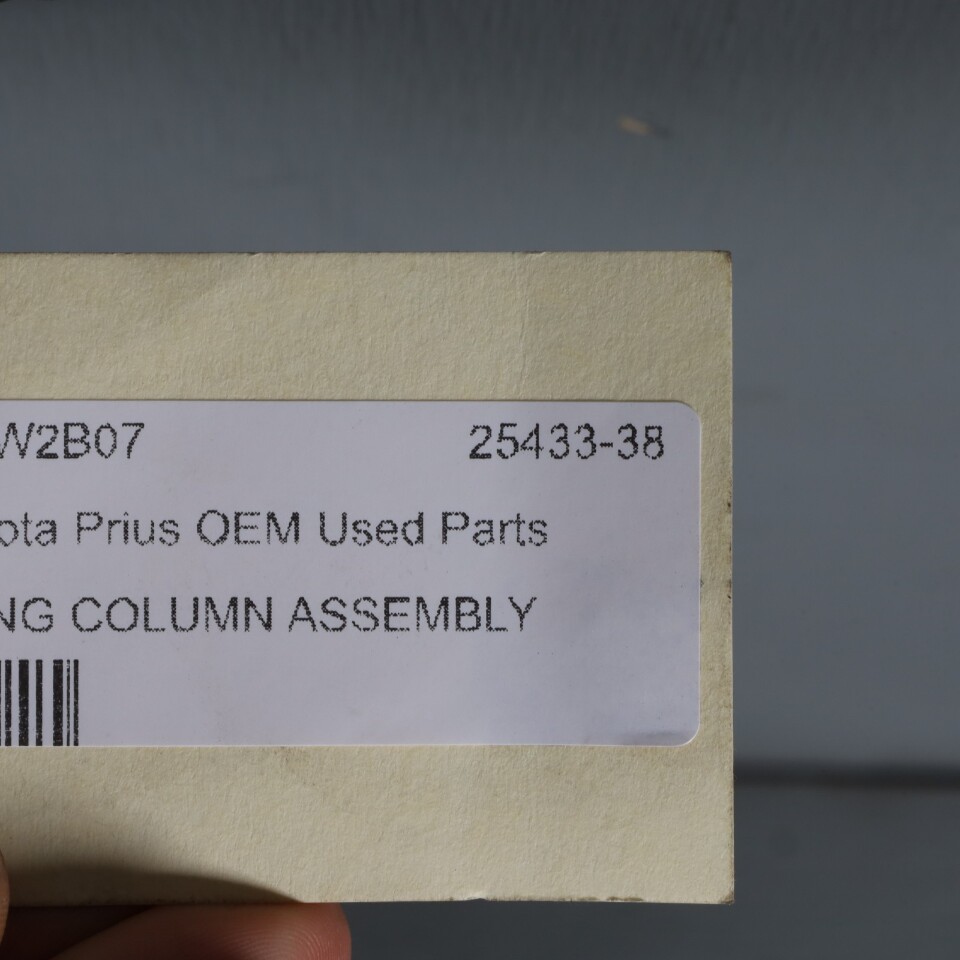 W2B07 25433-38
ota Prius OEM Used Parts
NG COLUMN ASSEMBLY